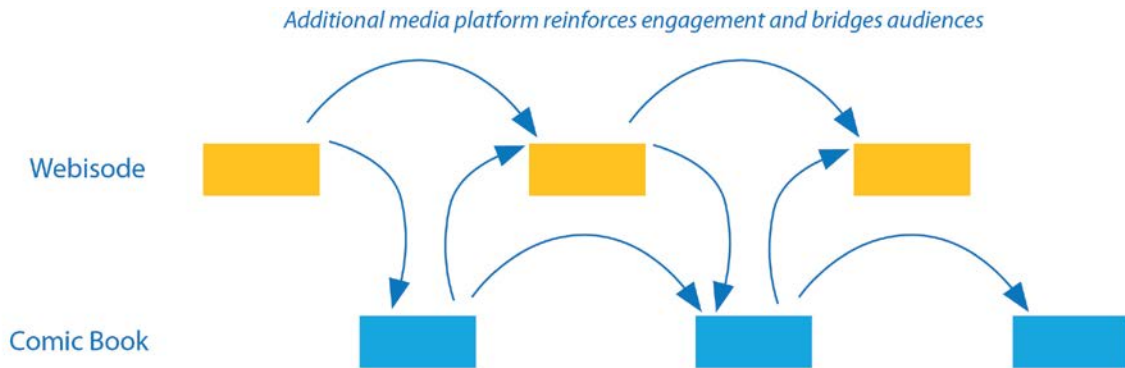 Additional media platform reinforces engagement and bridges audiences
Webisode
Comic Book